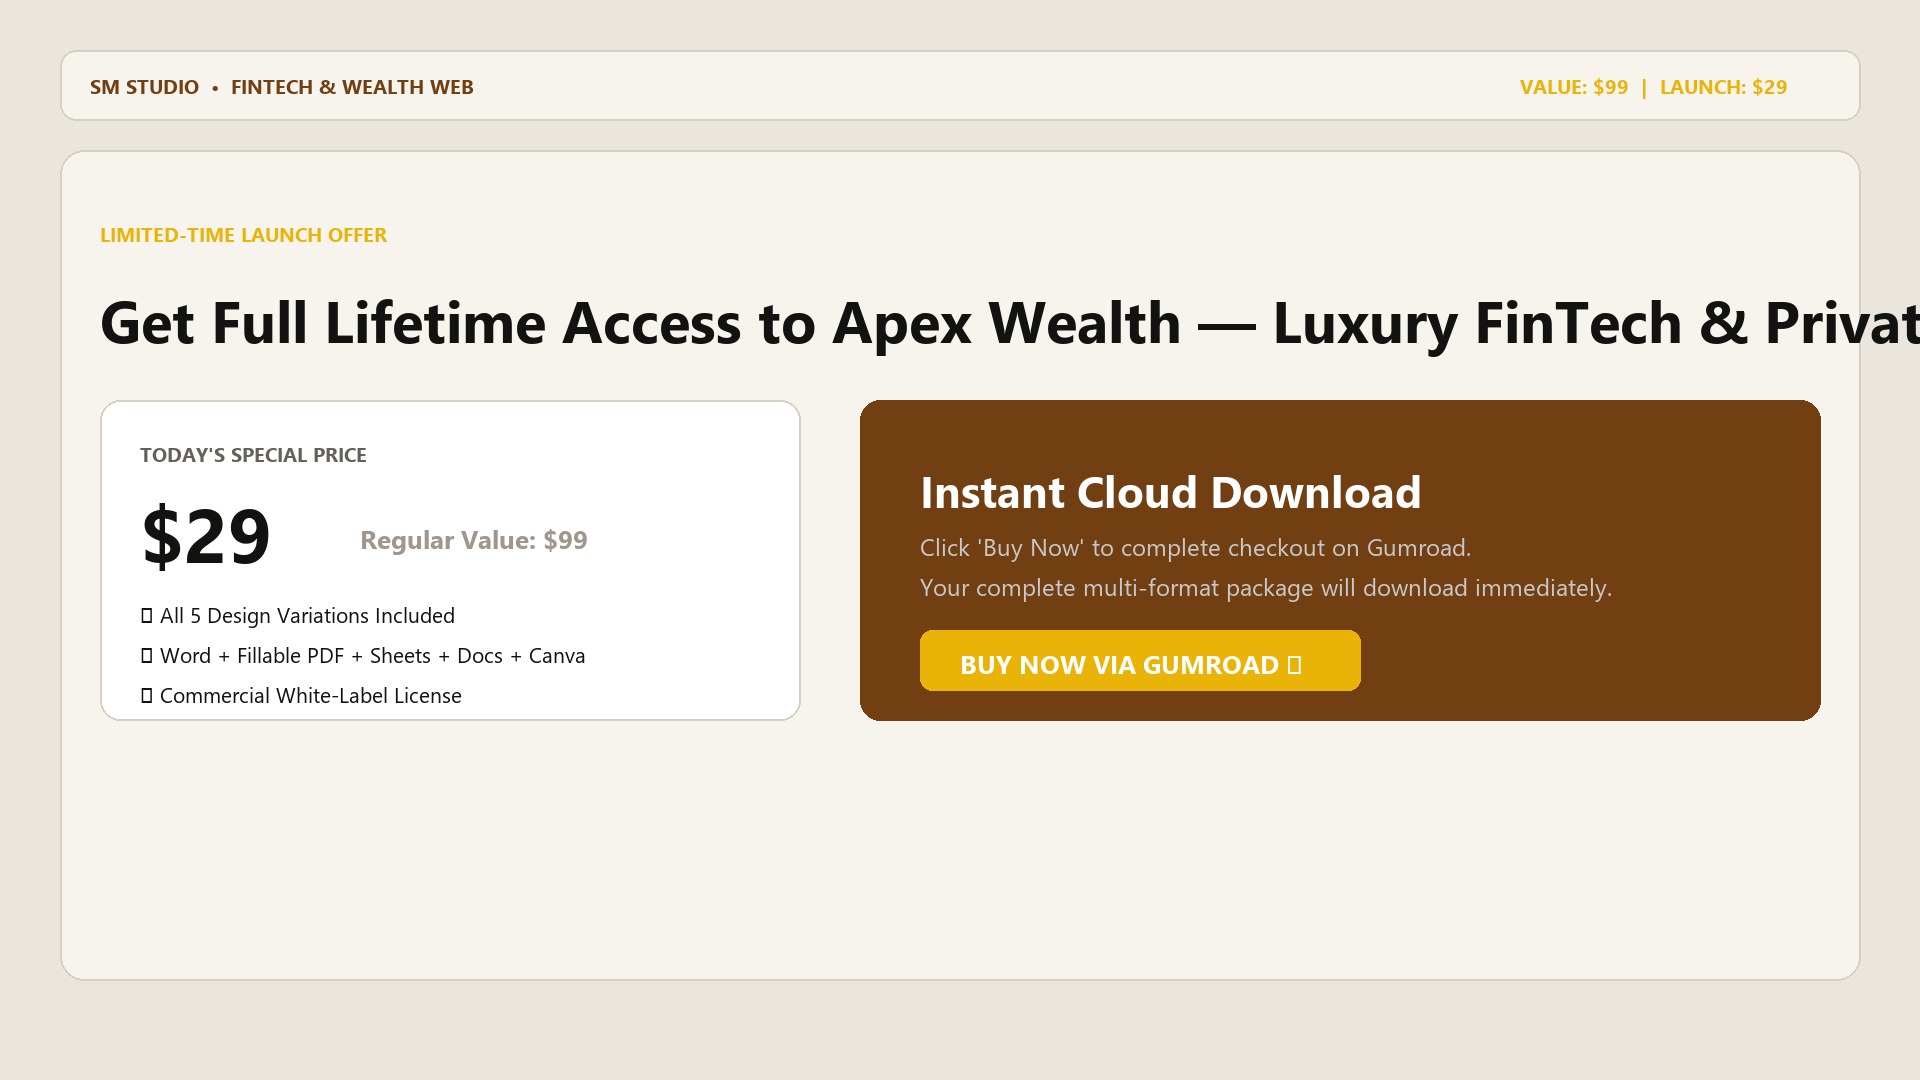 SM STUDIO • FINTECH & WEALTH WEB
VALUE: $99 | LAUNCH: $29
LIMITED-TIME LAUNCH OFFER
Get Full Lifetime Access to Apex Wealth — Luxury FinTech & Privat
TODAY'S SPECIAL PRICE
$29
Regular Value: $99
All 5 Design Variations Included
Word + Fillable PDF + Sheets + Docs + Canva
Commercial White-Label License
Instant Cloud Download
Click 'Buy Now' to complete checkout on Gumroad.
Your complete multi-format package will download immediately.
BUY NOW VIA GUMROAD